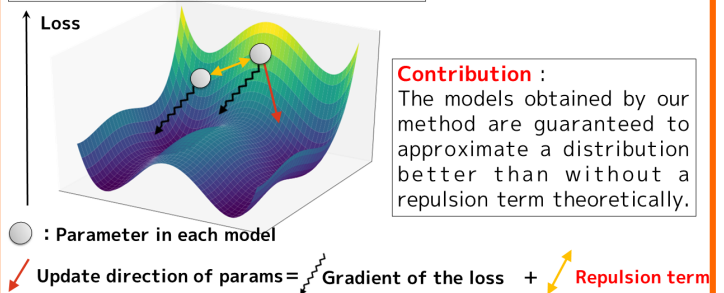 Loss
Contribution :
The models obtained by our
method are guaranteed to
approximate a distribution
better than without a
repulsion term theoretically.
: Parameter in each model
Update direction of params= Gradient of the loss + Repulsion term